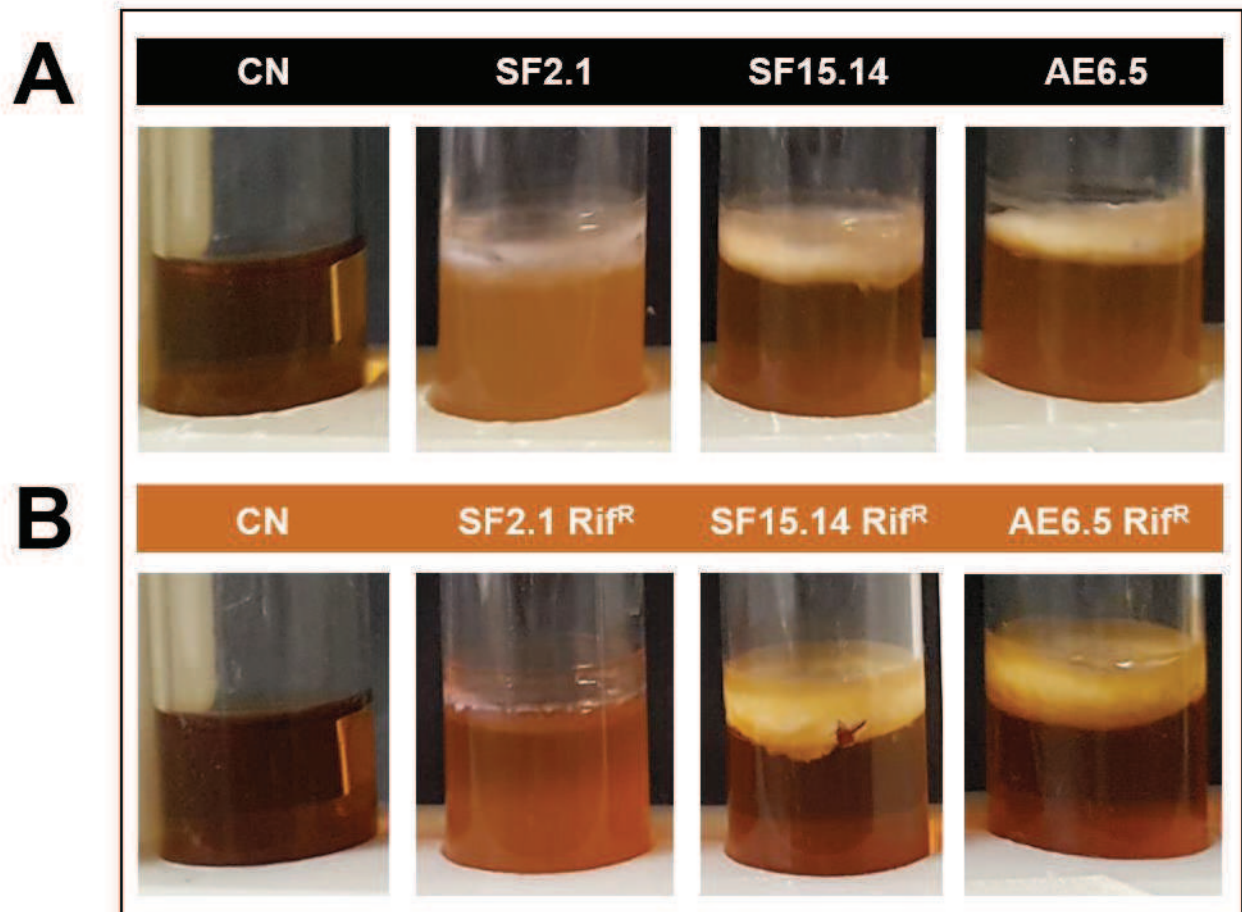 A
CN SF2.1 SF15.14 AE6.5
B
CN SF2.1 Rifᴿ SF15.14 Rifᴿ AE6.5 Rifᴿ